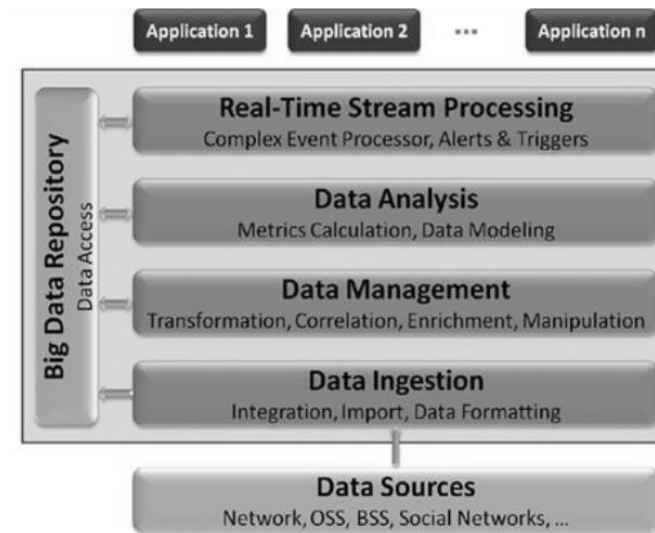 Application 1
Application 2
...
Application n
Big Data Repository
Data Access
Real-Time Stream Processing
Complex Event Processor, Alerts & Triggers
Data Analysis
Metrics Calculation, Data Modeling
Data Management
Transformation, Correlation, Enrichment, Manipulation
Data Ingestion
Integration, Import, Data Formatting
Data Sources
Network, OSS, BSS, Social Networks, ...